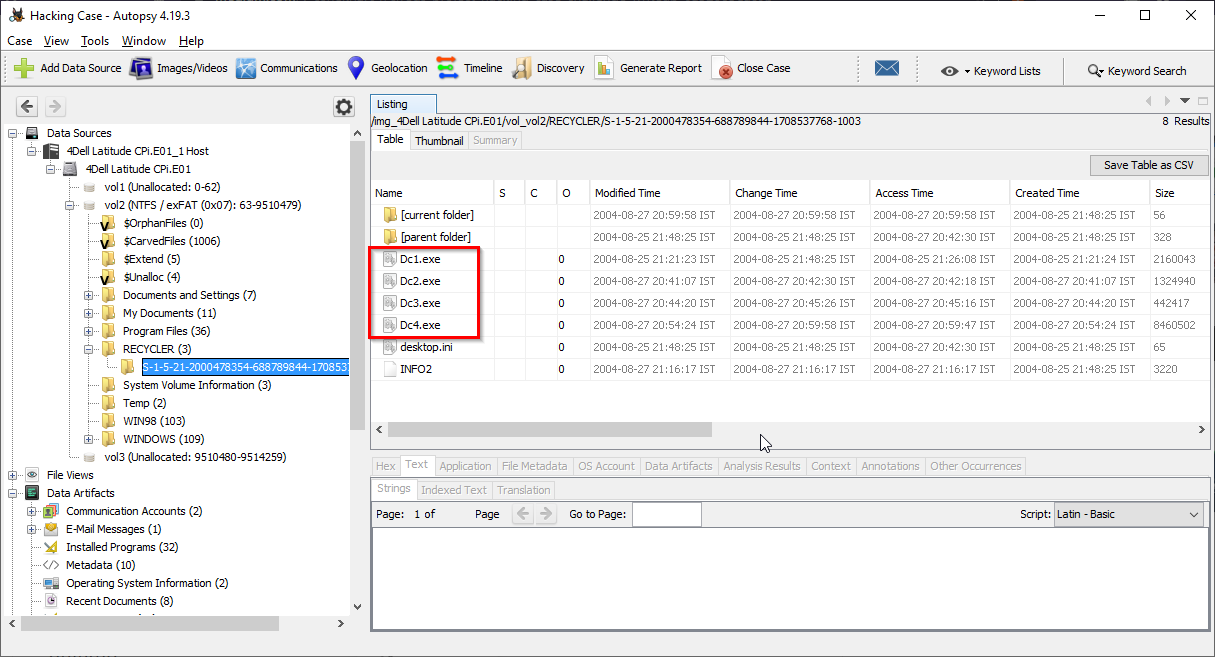 Hacking Case - Autopsy 4.19.3
Case View Tools Window Help
Add Data Source Images/Videos Communications Geolocation Timeline Discovery Generate Report Close Case Keyword Lists Keyword Search
Data Sources
4Dell Latitude CPi.E01_1 Host
4Dell Latitude CPi.E01
vol1 (Unallocated: 0-62)
vol2 (NTFS / exFAT (0x07): 63-9510479)
$OrphanFiles (0)
$CarvedFiles (1006)
$Extend (5)
$Unalloc (4)
Documents and Settings (7)
My Documents (11)
Program Files (36)
RECYCLER (3)
S-1-5-21-2000478354-688789844-170853
System Volume Information (3)
Temp (2)
WIN98 (103)
WINDOWS (109)
vol3 (Unallocated: 9510480-9514259)
File Views
Data Artifacts
Communication Accounts (2)
E-Mail Messages (1)
Installed Programs (32)
Metadata (10)
Operating System Information (2)
Recent Documents (8)
Listing
/img_4Dell Latitude CPi.E01/vol_vol2/RECYCLER/S-1-5-21-2000478354-688789844-1708537768-1003 8 Results
Table Thumbnail Summary
Save Table as CSV
Name S C O Modified Time Change Time Access Time Created Time Size
[current folder] 2004-08-27 20:59:58 IST 2004-08-27 20:59:58 IST 2004-08-27 20:59:58 IST 2004-08-25 21:48:25 IST 56
[parent folder] 2004-08-25 21:48:25 IST 2004-08-25 21:48:25 IST 2004-08-27 20:42:30 IST 2004-08-25 21:48:25 IST 328
Dc1.exe 0 2004-08-25 21:21:23 IST 2004-08-25 21:48:25 IST 2004-08-25 21:26:08 IST 2004-08-25 21:21:24 IST 2160043
Dc2.exe 0 2004-08-27 20:41:07 IST 2004-08-27 20:42:30 IST 2004-08-27 20:42:18 IST 2004-08-27 20:41:07 IST 1324940
Dc3.exe 0 2004-08-27 20:44:20 IST 2004-08-27 20:45:26 IST 2004-08-27 20:45:16 IST 2004-08-27 20:44:20 IST 442417
Dc4.exe 0 2004-08-27 20:54:24 IST 2004-08-27 20:59:58 IST 2004-08-27 20:59:47 IST 2004-08-27 20:54:24 IST 8460502
desktop.ini 0 2004-08-25 21:48:25 IST 2004-08-25 21:48:25 IST 2004-08-27 20:42:30 IST 2004-08-25 21:48:25 IST 65
INFO2 0 2004-08-27 21:16:17 IST 2004-08-27 21:16:17 IST 2004-08-27 21:16:17 IST 2004-08-25 21:48:25 IST 3220
Hex Text Application File Metadata OS Account Data Artifacts Analysis Results Context Annotations Other Occurrences
Strings Indexed Text Translation
Page: 1 of Page Go to Page: Script: Latin - Basic